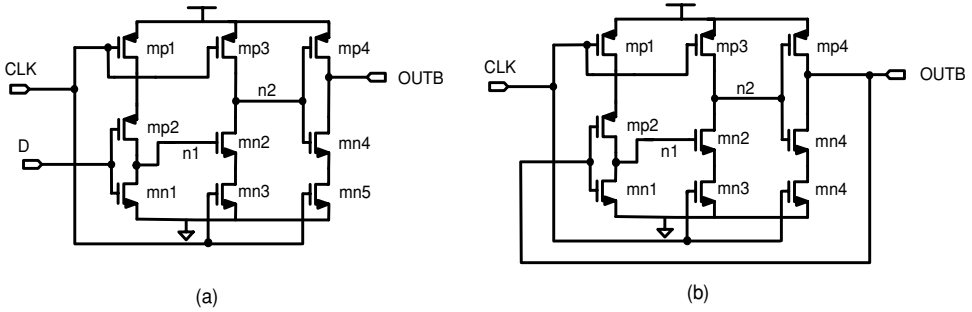 mp1
mp3
mp4
CLK
OUTB
n2
D
mp2
n1
mn2
mn4
mn1
mn3
mn5
(a)
mp1
mp3
mp4
CLK
OUTB
n2
mp2
n1
mn2
mn4
mn1
mn3
mn4
(b)